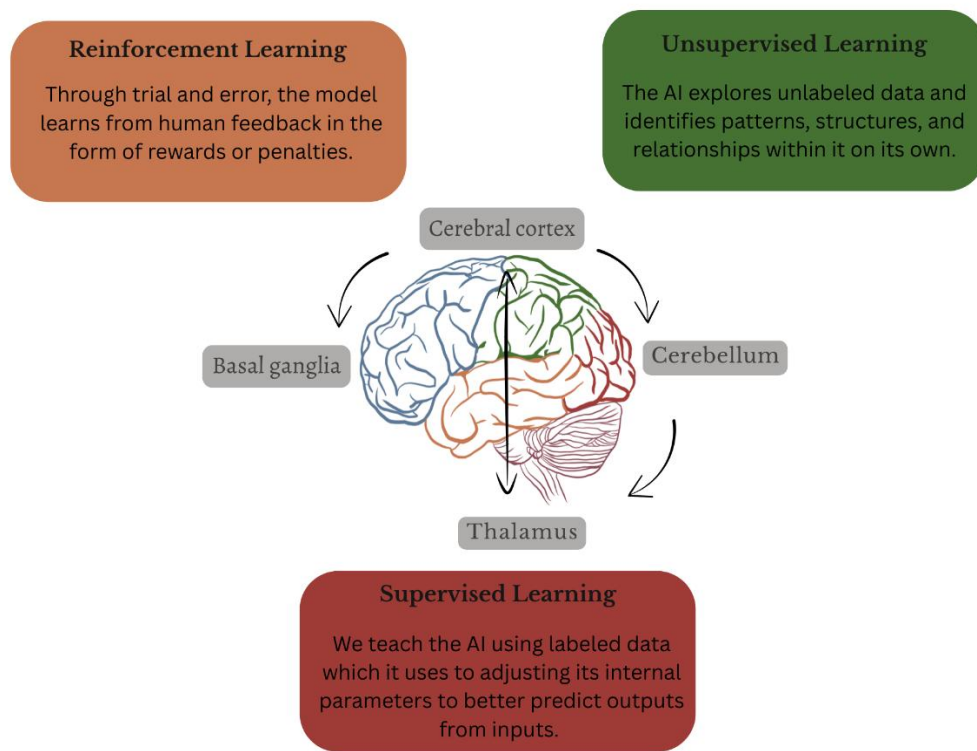 Reinforcement Learning
Through trial and error, the model
learns from human feedback in the
form of rewards or penalties.
Unsupervised Learning
The AI explores unlabeled data and
identifies patterns, structures, and
relationships within it on its own.
Cerebral cortex
Basal ganglia
Cerebellum
Thalamus
Supervised Learning
We teach the AI using labeled data
which it uses to adjusting its internal
parameters to better predict outputs
from inputs.